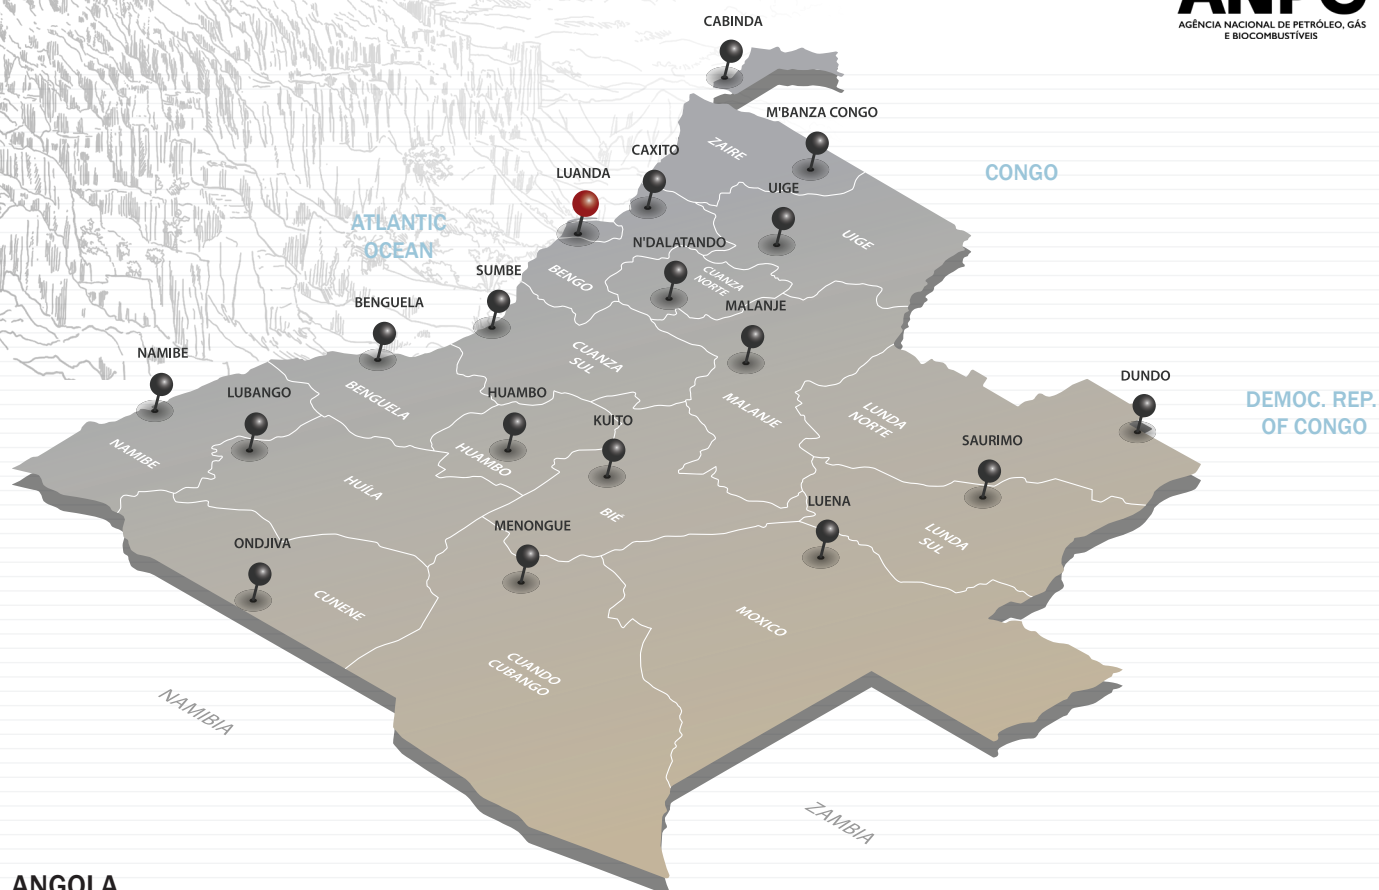 ANPG
AGÊNCIA NACIONAL DE PETRÓLEO, GÁS
E BIOCOMBUSTÍVEIS
CABINDA
M'BANZA CONGO
ZAIRE
CAXITO
CONGO
LUANDA
UIGE
ATLANTIC
OCEAN
UIGE
N'DALATANDO
SUMBE
BENGO
CUANZA
NORTE
BENGUELA
MALANJE
NAMIBE
CUANZA
SUL
LUBANGO
BENGUELA
HUAMBO
DUNDO
DEMOC. REP.
OF CONGO
KUITO
MALANJE
LUNDA
NORTE
SAURIMO
NAMIBE
HUAMBO
HUÍLA
LUENA
BIÉ
MENONGUE
LUNDA
SUL
ONDJIVA
CUNENE
MOXICO
CUANDO
CUBANGO
NAMIBIA
ZAMBIA
ANGOLA